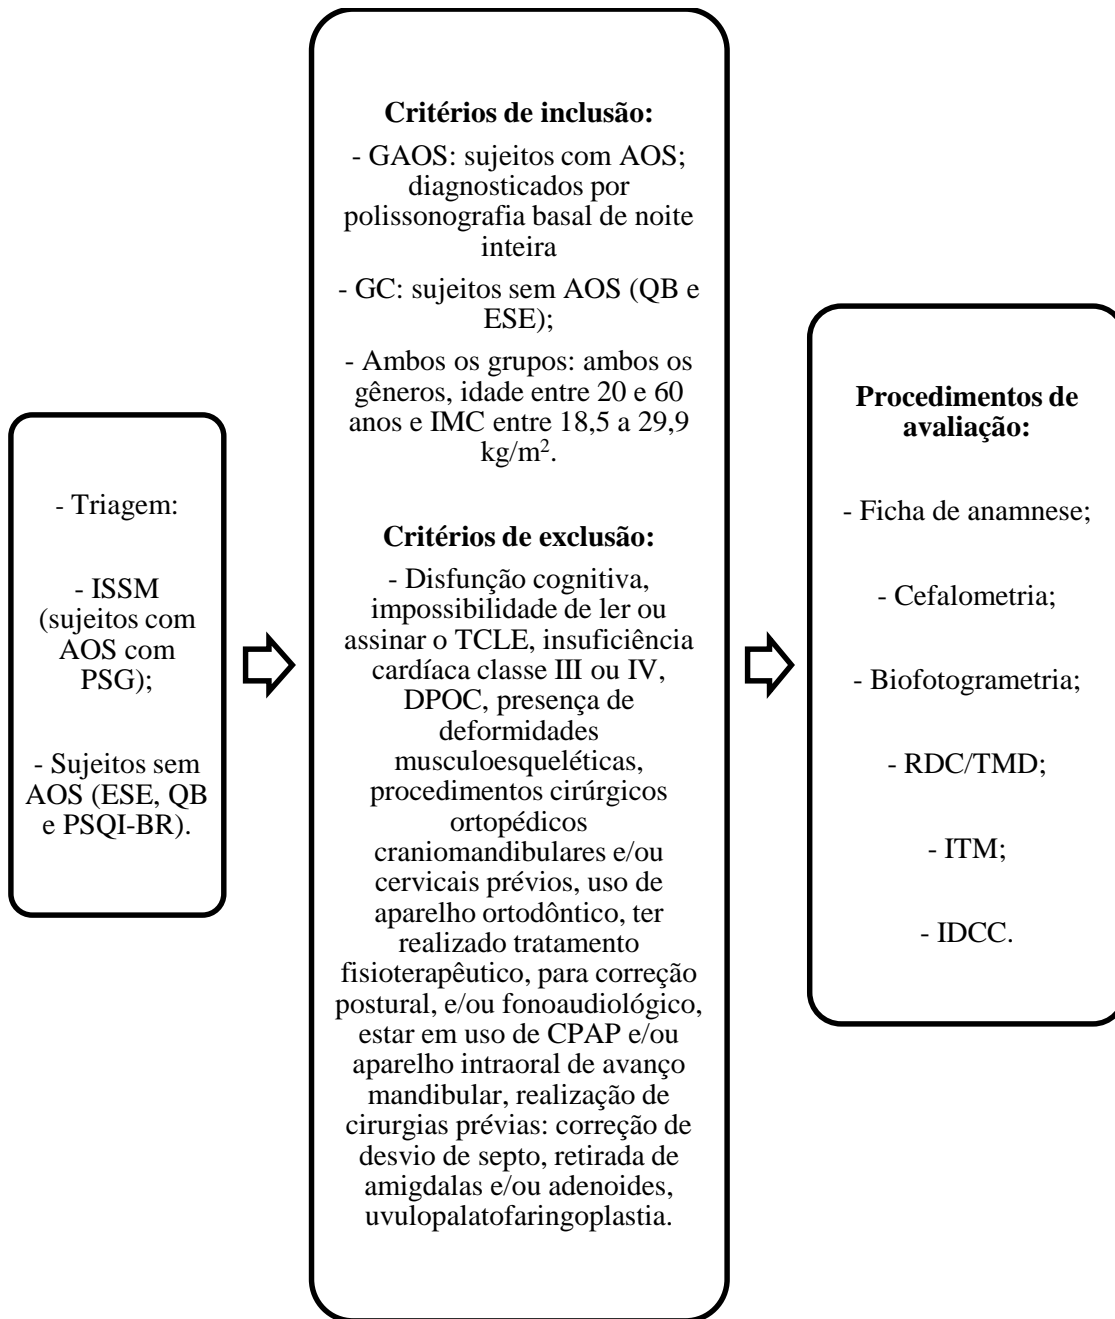 - Triagem:
- ISSM
(sujeitos com
AOS com
PSG);
- Sujeitos sem
AOS (ESE, QB
e PSQI-BR).
Critérios de inclusão:
- GAOS: sujeitos com AOS;
diagnosticados por
polissonografia basal de noite
inteira
- GC: sujeitos sem AOS (QB e
ESE);
- Ambos os grupos: ambos os
gêneros, idade entre 20 e 60
anos e IMC entre 18,5 a 29,9
kg/m².
Critérios de exclusão:
- Disfunção cognitiva,
impossibilidade de ler ou
assinar o TCLE, insuficiência
cardíaca classe III ou IV,
DPOC, presença de
deformidades
musculoesqueléticas,
procedimentos cirúrgicos
ortopédicos
craniomandibulares e/ou
cervicais prévios, uso de
aparelho ortodôntico, ter
realizado tratamento
fisioterapêutico, para correção
postural, e/ou fonoaudiológico,
estar em uso de CPAP e/ou
aparelho intraoral de avanço
mandibular, realização de
cirurgias prévias: correção de
desvio de septo, retirada de
amigdalas e/ou adenoides,
uvulopalatofaringoplastia.
Procedimentos de
avaliação:
- Ficha de anamnese;
- Cefalometria;
- Biofotogrametria;
- RDC/TMD;
- ITM;
- IDCC.